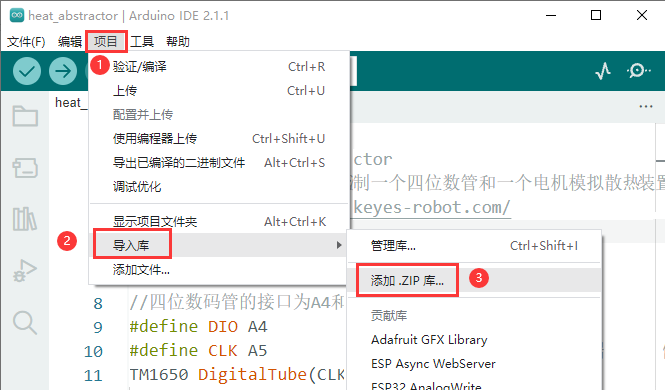 heat_abstractor | Arduino IDE 2.1.1
文件(F) 编辑 项目 工具 帮助
1
验证/编译 Ctrl+R
上传 Ctrl+U
heat_
配置并上传
使用编程器上传 Ctrl+Shift+U
导出已编译的二进制文件 Alt+Ctrl+S
ctor
调试优化
制一个四位数管和一个电机模拟散热装置
keyes-robot.com/
显示项目文件夹 Alt+Ctrl+K
2
导入库
管理库... Ctrl+Shift+I
添加文件...
添加 .ZIP 库...
3
8 //四位数码管的接口为A4和
贡献库
9 #define DIO A4
Adafruit GFX Library
10 #define CLK A5
ESP Async WebServer
11 TM1650 DigitalTube(CLK
ESP32 AnalogWrite